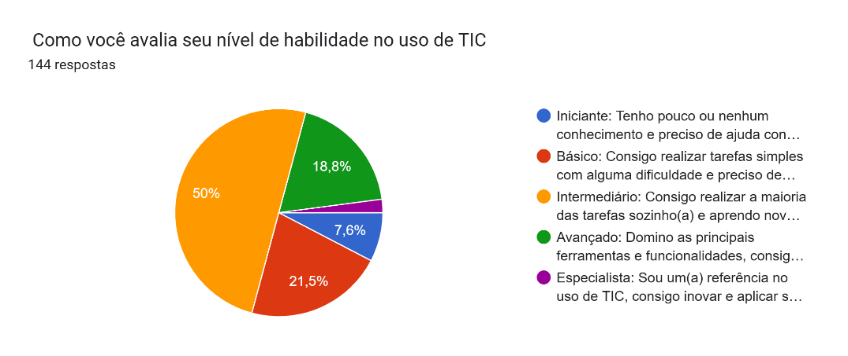 Como você avalia seu nível de habilidade no uso de TIC
144 respostas
18,8%
50%
7,6%
21,5%
Iniciante: Tenho pouco ou nenhum
conhecimento e preciso de ajuda con…
Básico: Consigo realizar tarefas simples
com alguma dificuldade e preciso de…
Intermediário: Consigo realizar a maioria
das tarefas sozinho(a) e aprendo nov…
Avançado: Domino as principais
ferramentas e funcionalidades, consig…
Especialista: Sou um(a) referência no
uso de TIC, consigo inovar e aplicar s…